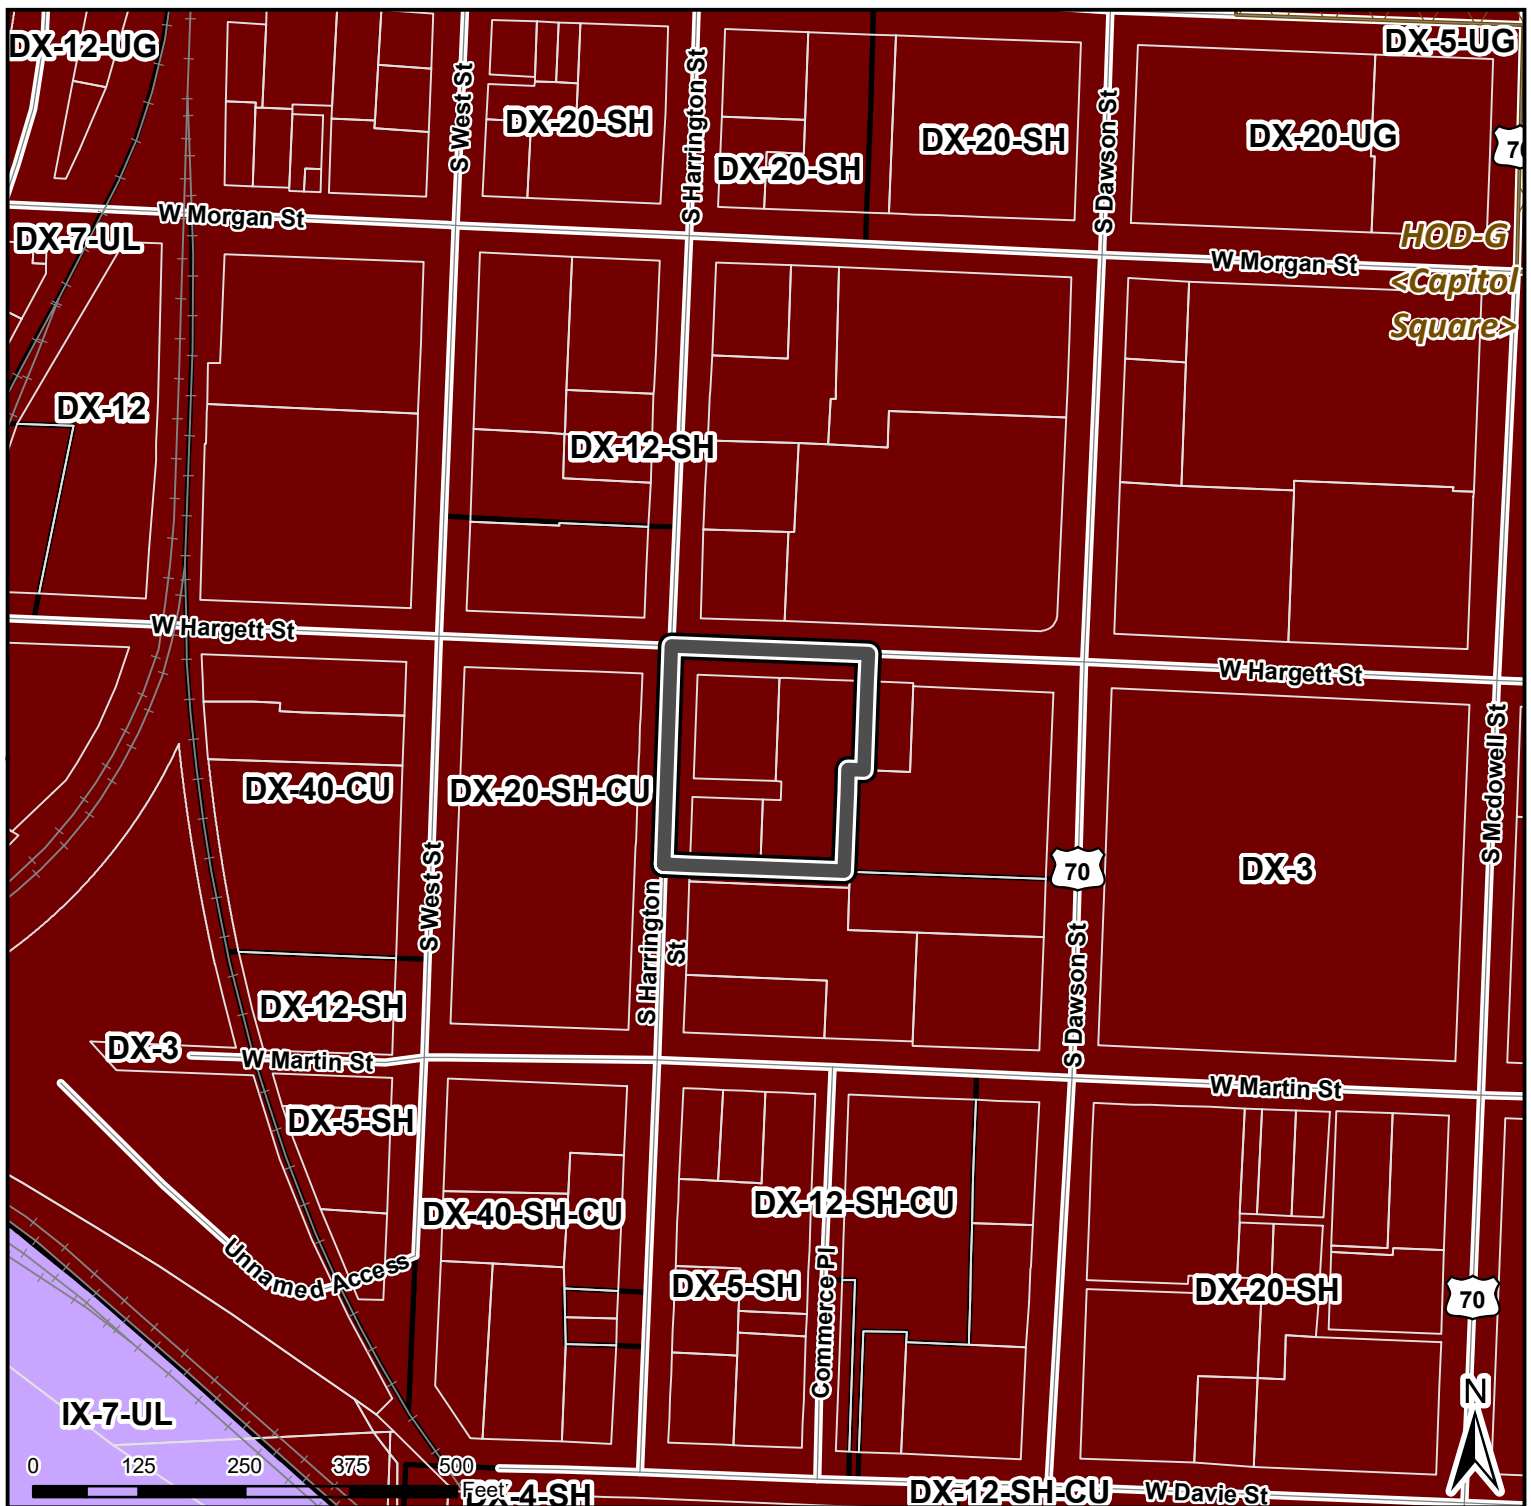 DX-12-UG
DX-5-UG
S West St
S Harrington St
S Dawson St
DX-20-SH
DX-20-SH
DX-20-SH
DX-20-UG
70
W Morgan St
DX-7-UL
HOD-G
<Capitol
Square>
W Morgan St
DX-12
DX-12-SH
W Hargett St
W Hargett St
DX-40-CU
DX-20-SH-CU
S Mcdowell St
S West St
70
DX-3
S Harrington
St
S Dawson St
DX-12-SH
DX-3
W Martin St
W Martin St
DX-5-SH
DX-40-SH-CU
DX-12-SH-CU
Unnamed Access
DX-5-SH
Commerce Pl
DX-20-SH
70
IX-7-UL
N
0 125 250 375 500
Feet
DX-4-SH
DX-12-SH-CU
W Davie St